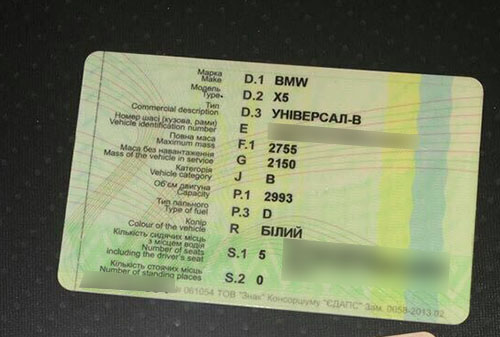 Марка
Make D.1 BMW
Модель
Type D.2 X5
Тип
Commercial description D.3 УНІВЕРСАЛ-B
Номер шасі (кузова, рами)
Vehicle identification number E
Повна маса
Maximum mass F.1 2755
Маса без навантаження
Mass of the vehicle in service G 2150
Категорія
Vehicle category J B
Об'єм двигуна
Capacity P.1 2993
Тип пального
Type of fuel P.3 D
Колір
Colour of the vehicle R БІЛИЙ
Кількість сидячих місць
з місцем водія
Number of seats
including the driver's seat S.1 5
Кількість стоячих місць
Number of standing places S.2 0
061054 ТОВ "Знак" Консорціуму "ЄДАПС" Зам. 0058-2013.02